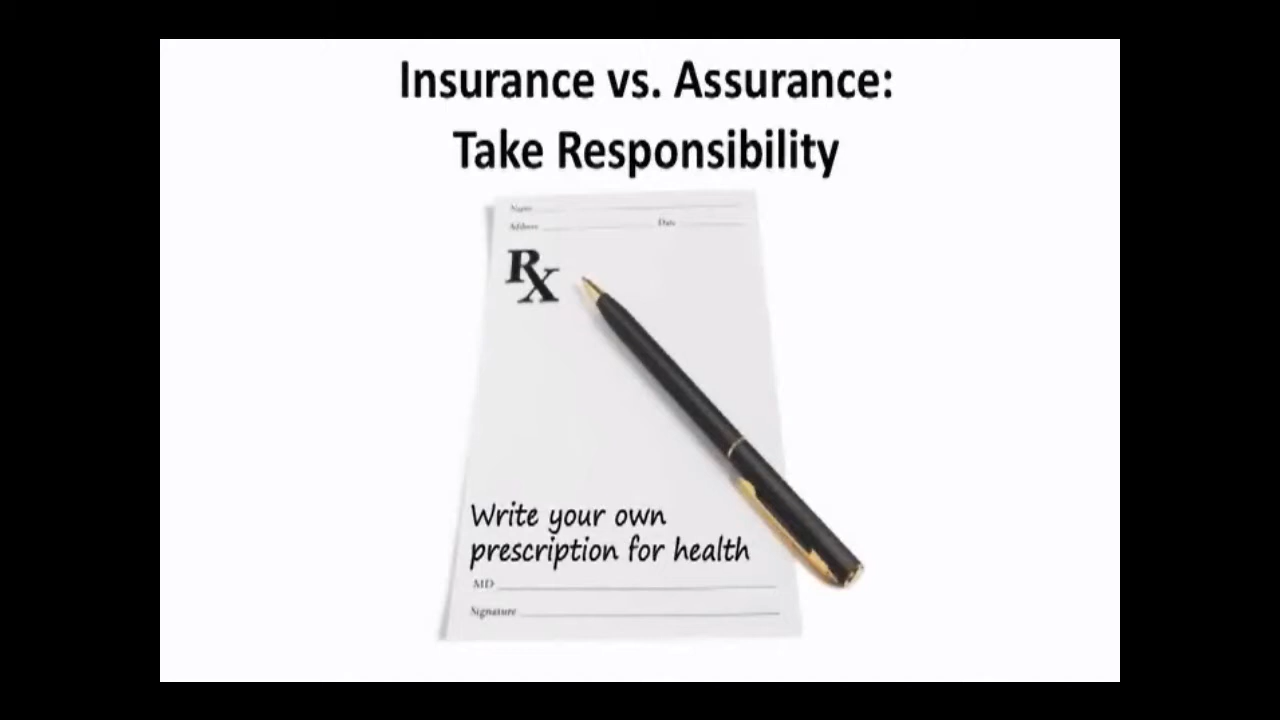 Insurance vs. Assurance:
Take Responsibility
Name
Address Date
Rx
Write your own
prescription for health
MD
Signature